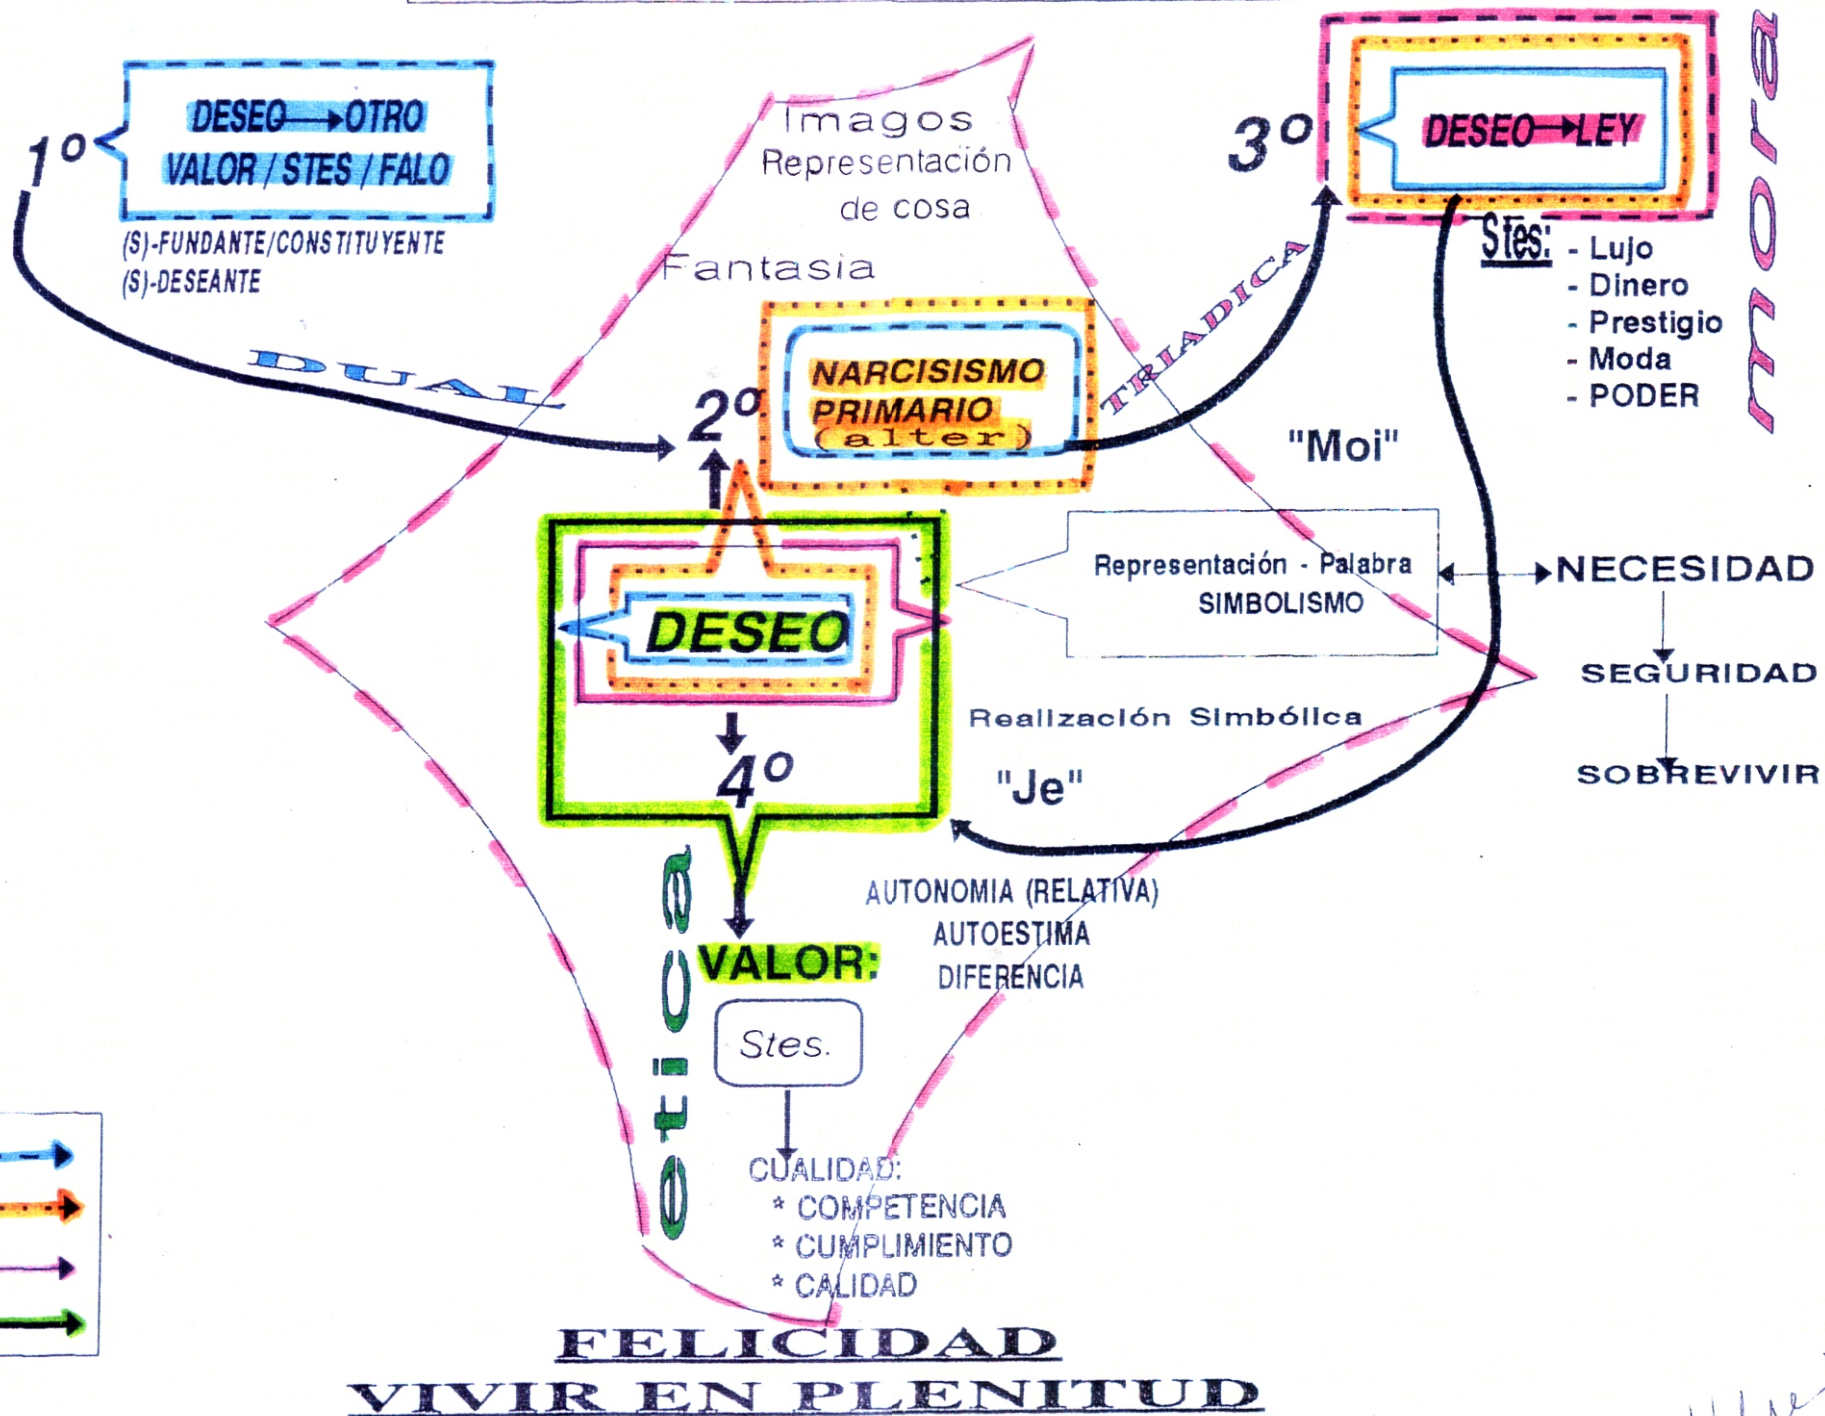 1º
DESEO→OTRO
VALOR / STES / FALO
(S)-FUNDANTE/CONSTITUYENTE
(S)-DESEANTE
Imagos
Representación
de cosa
Fantasia
3º
DESEO→LEY
mora
Stes: - Lujo
- Dinero
- Prestigio
- Moda
- PODER
DUAL
TRIADICA
2º
NARCISISMO
PRIMARIO
(alter)
"Moi"
DESEO
Representación - Palabra
SIMBOLISMO
NECESIDAD
SEGURIDAD
SOBREVIVIR
Realización Simbólica
4º
"Je"
AUTONOMIA (RELATIVA)
AUTOESTIMA
DIFERENCIA
etica
VALOR:
Stes.
CUALIDAD:
* COMPETENCIA
* CUMPLIMIENTO
* CALIDAD
FELICIDAD
VIVIR EN PLENITUD